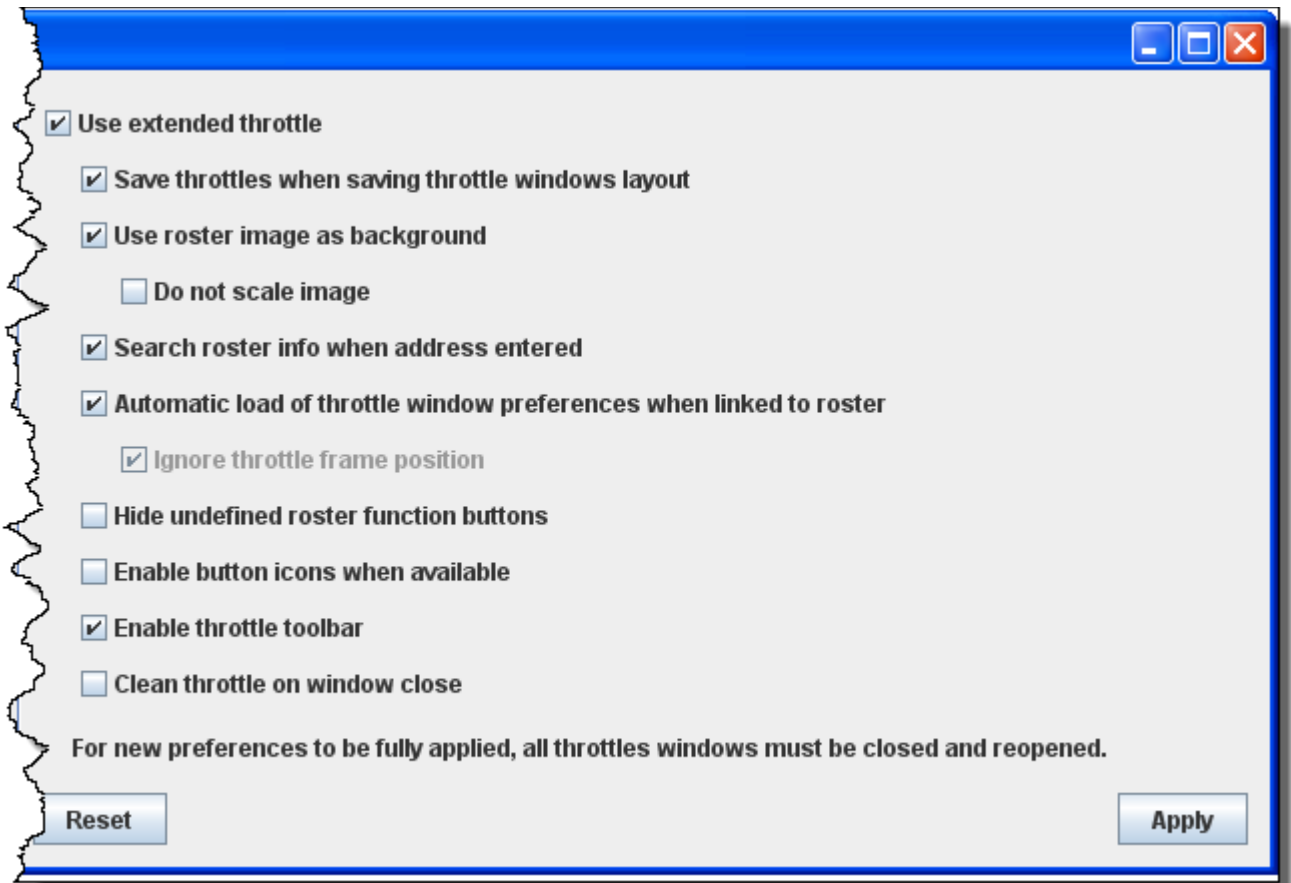 Use extended throttle
Save throttles when saving throttle windows layout
Use roster image as background
Do not scale image
Search roster info when address entered
Automatic load of throttle window preferences when linked to roster
Ignore throttle frame position
Hide undefined roster function buttons
Enable button icons when available
Enable throttle toolbar
Clean throttle on window close
For new preferences to be fully applied, all throttles windows must be closed and reopened.
Reset
Apply